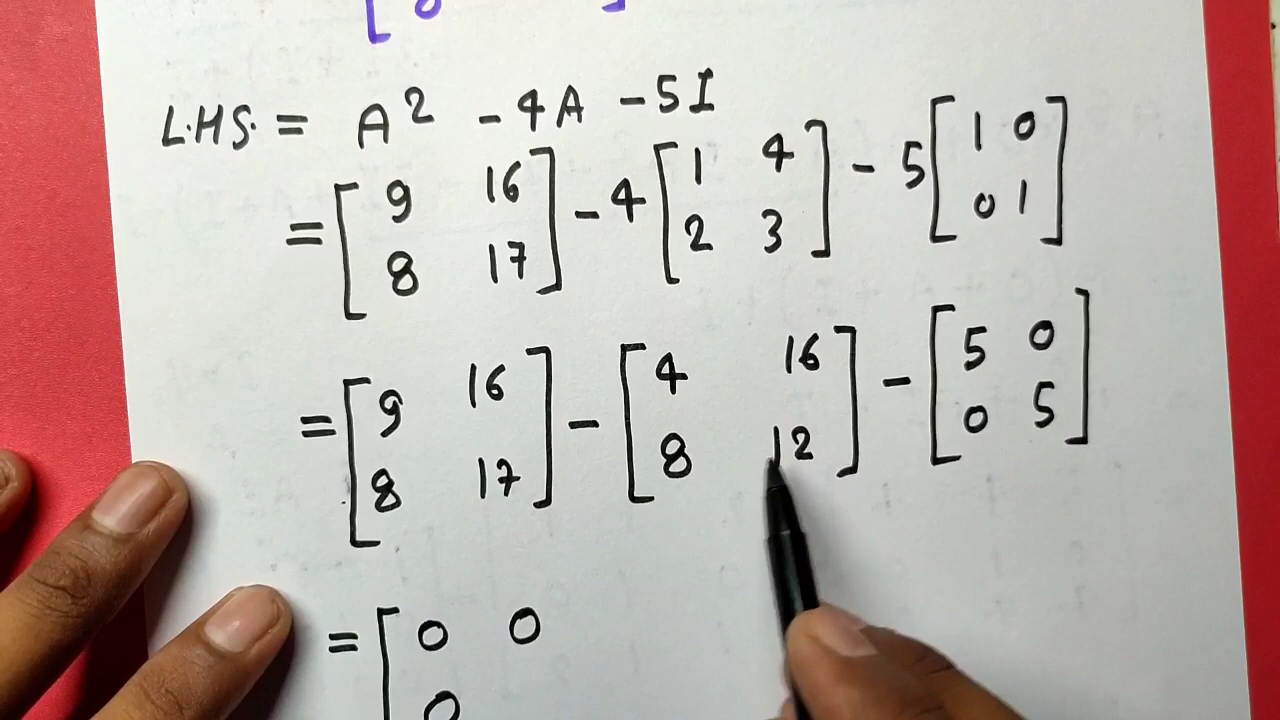 [ 8 ]
L.H.S. = A² - 4A - 5I
= [ 9 16 ; 8 17 ] - 4 [ 1 4 ; 2 3 ] - 5 [ 1 0 ; 0 1 ]
= [ 9 16 ; 8 17 ] - [ 4 16 ; 8 12 ] - [ 5 0 ; 0 5 ]
= [ 0 0 ; 0